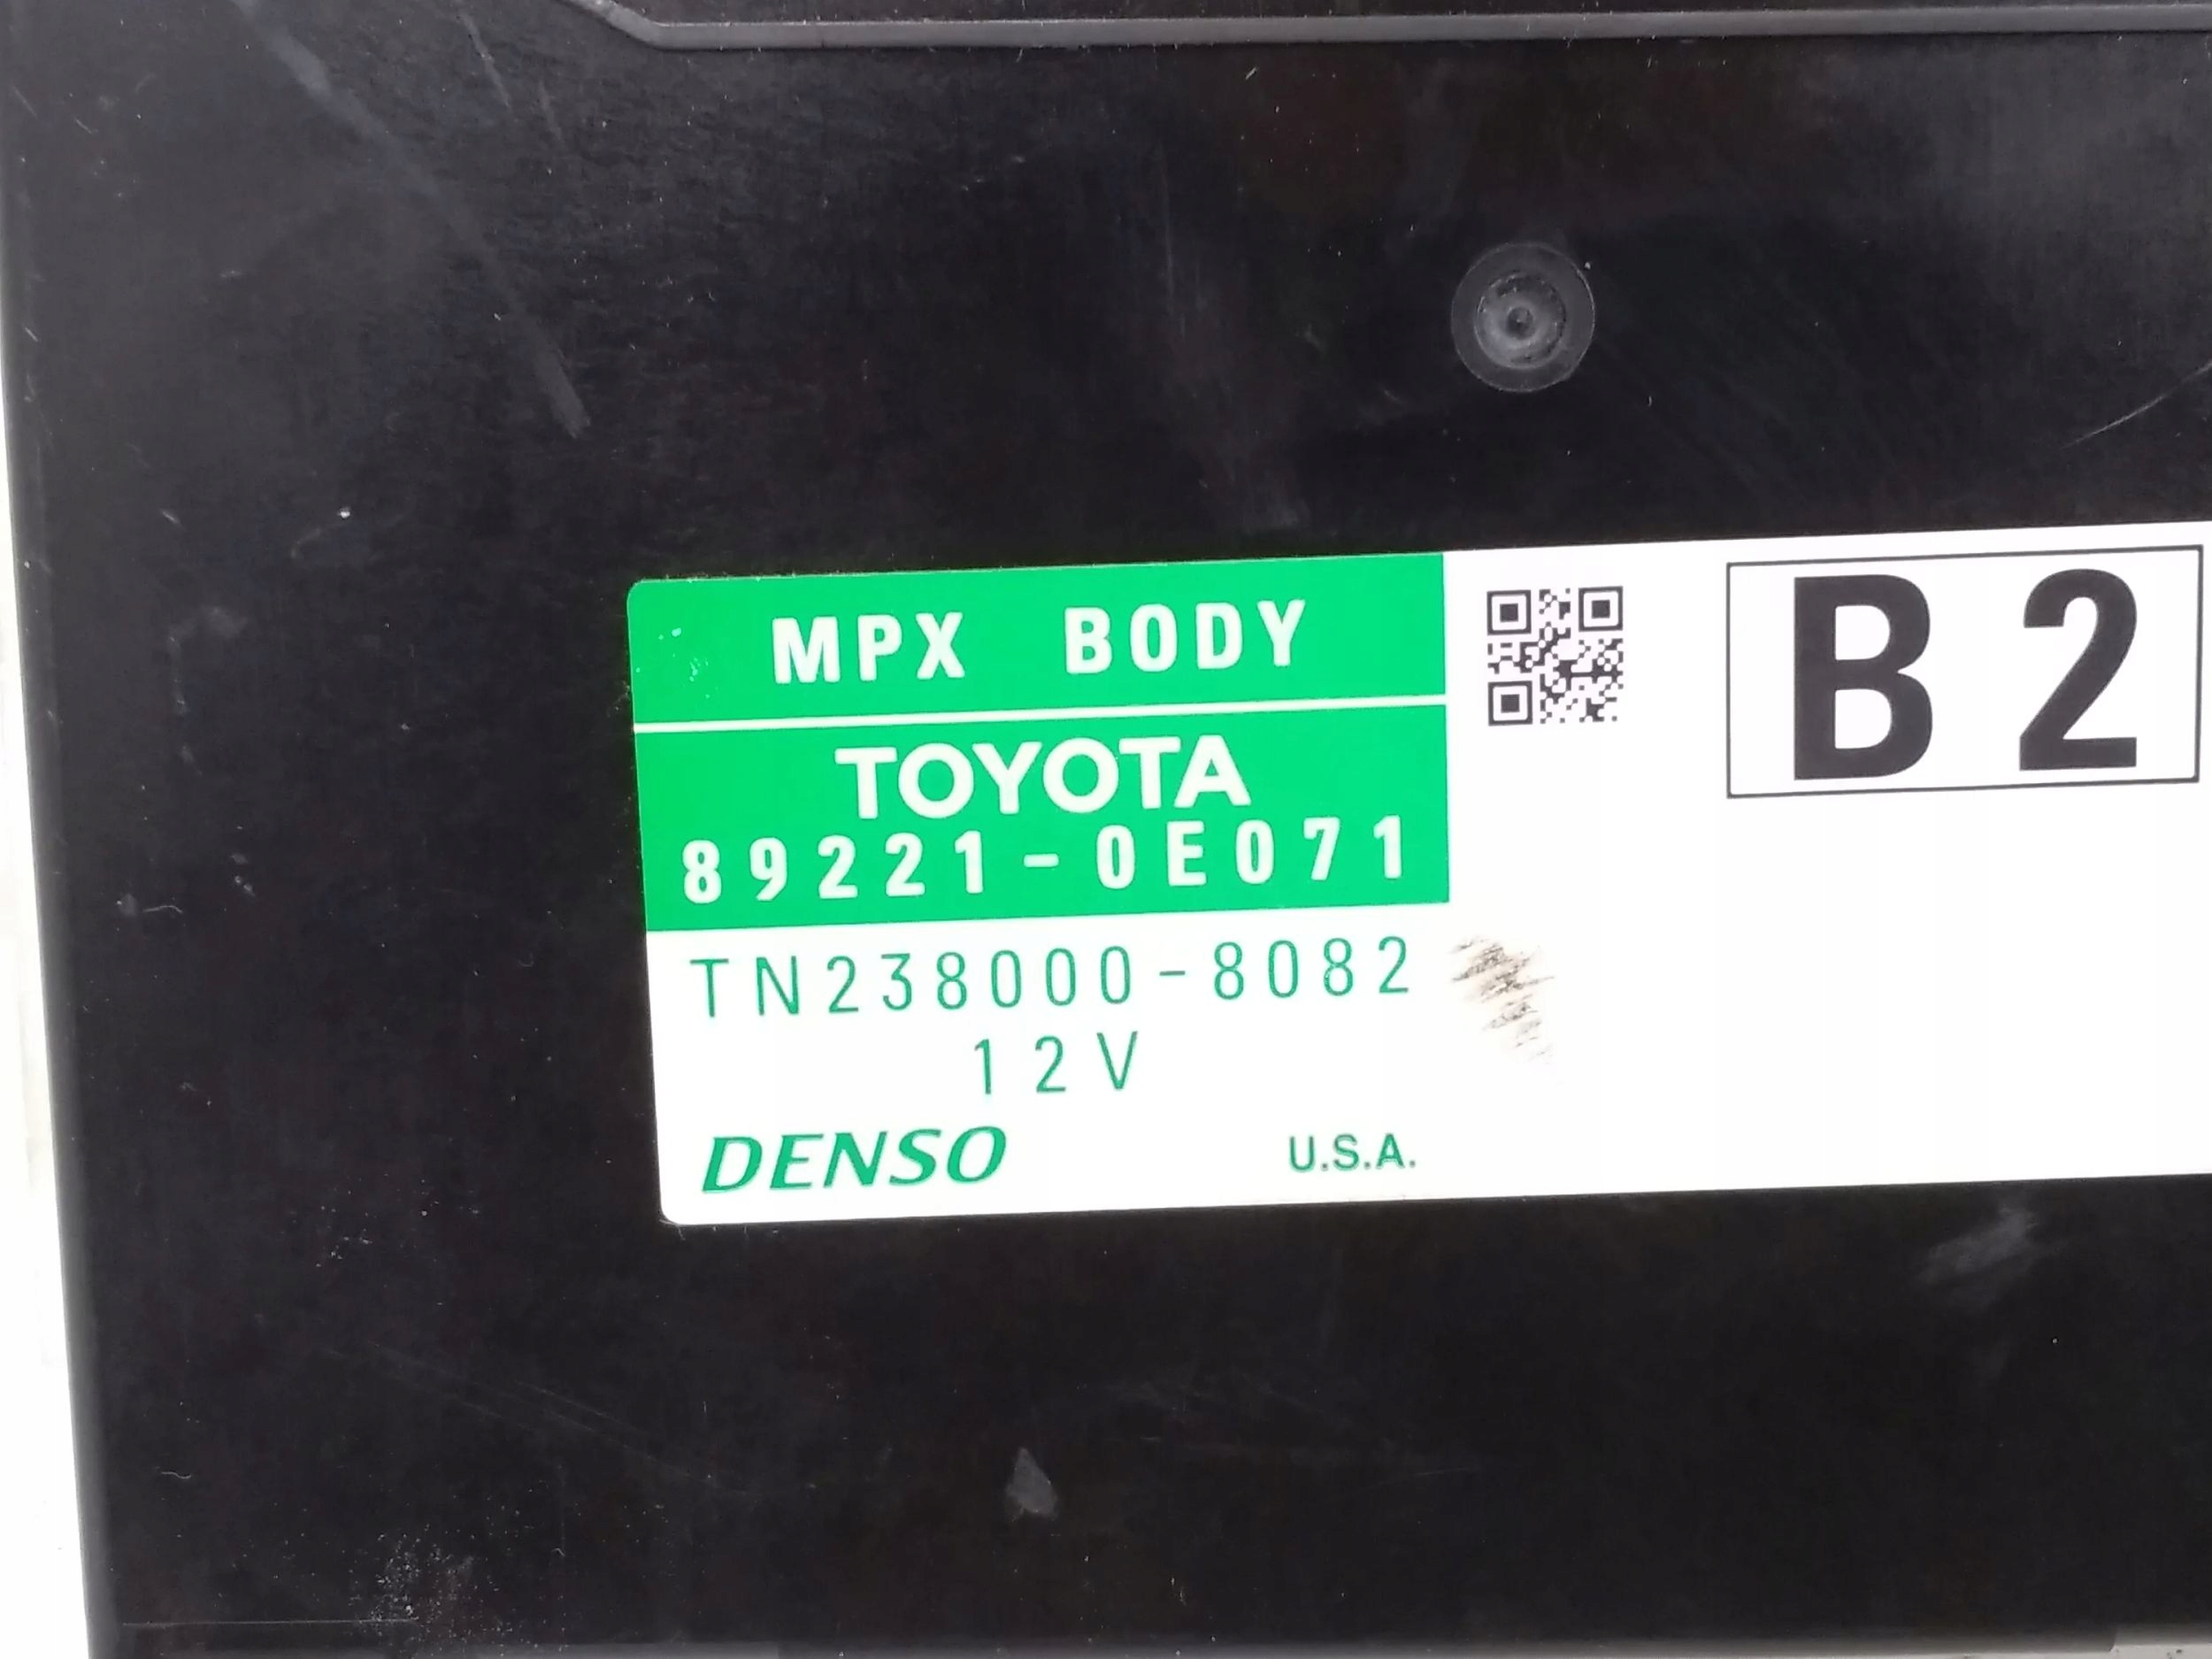 MPX BODY
TOYOTA
89221-0E071
TN238000-8082
12V
DENSO U.S.A.
B2